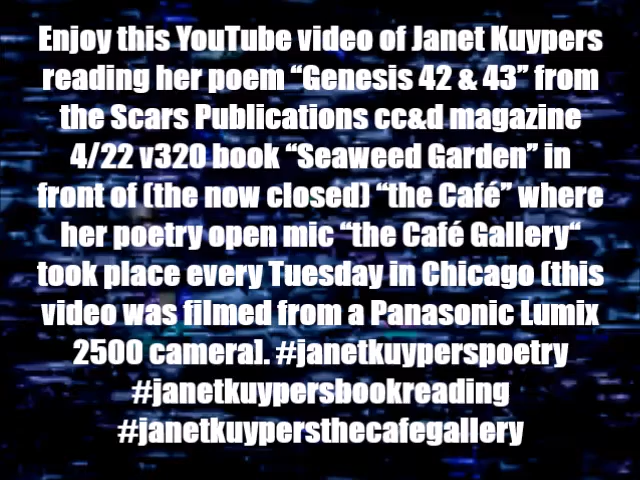 Enjoy this YouTube video of Janet Kuypers
reading her poem “Genesis 42 & 43” from
the Scars Publications cc&d magazine
4/22 v320 book “Seaweed Garden” in
front of (the now closed) “the Café” where
her poetry open mic “the Café Gallery“
took place every Tuesday in Chicago (this
video was filmed from a Panasonic Lumix
2500 camera]. #janetkuyperspoetry
#janetkuypersbookreading
#janetkuypersthecafegallery